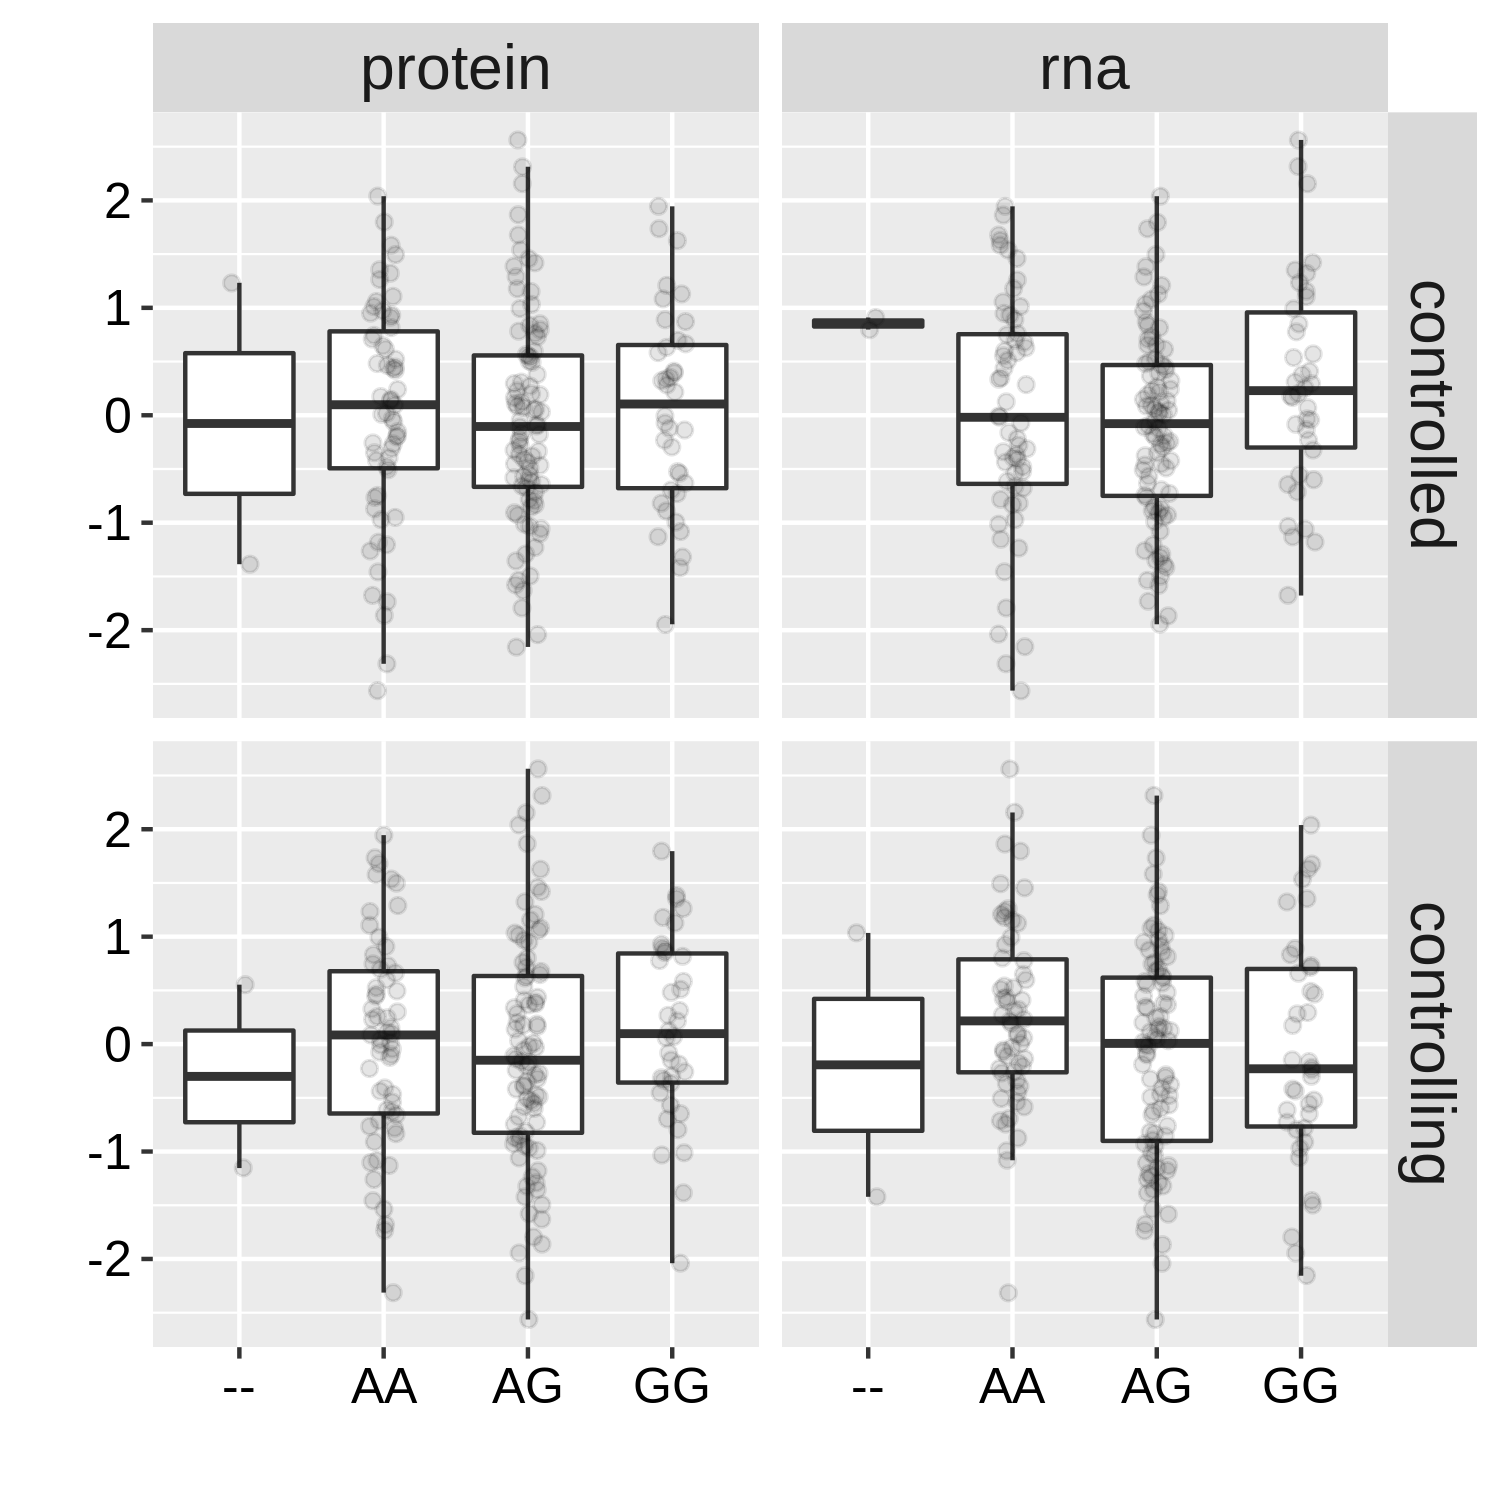 protein
rna
2
1
0
-1
-2
controlled
2
1
0
-1
-2
controlling
--
AA
AG
GG
--
AA
AG
GG